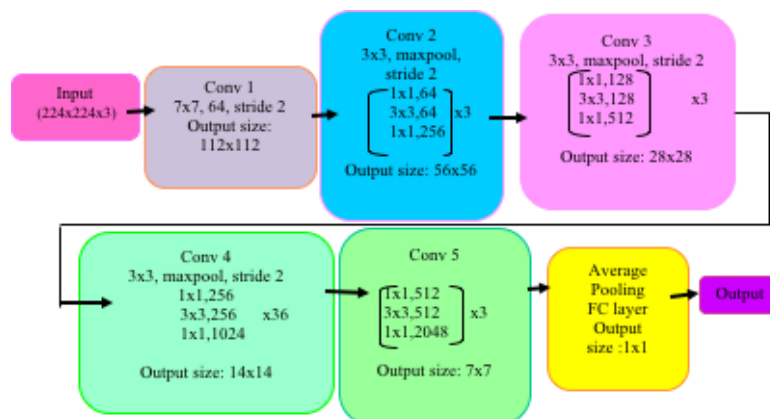 Input
(224x224x3)
Conv 1
7x7, 64, stride 2
Output size:
112x112
Conv 2
3x3, maxpool,
stride 2
1x1,64
3x3,64 x3
1x1,256
Output size: 56x56
Conv 3
3x3, maxpool, stride 2
1x1,128
3x3,128 x3
1x1,512
Output size: 28x28
Conv 4
3x3, maxpool, stride 2
1x1,256
3x3,256 x36
1x1,1024
Output size: 14x14
Conv 5
1x1,512
3x3,512 x3
1x1,2048
Output size: 7x7
Average
Pooling
FC layer
Output
size :1x1
Output